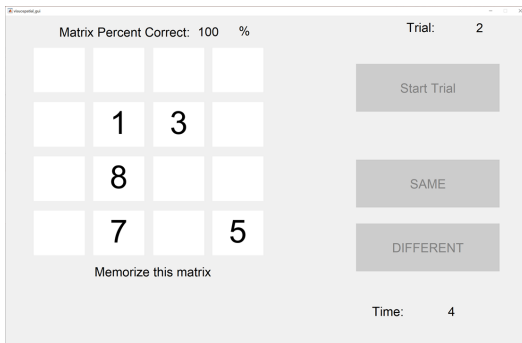 visuospatial_gui
Matrix Percent Correct: 100 %
Trial: 2
Start Trial
1 3
8
SAME
7 5
DIFFERENT
Memorize this matrix
Time: 4